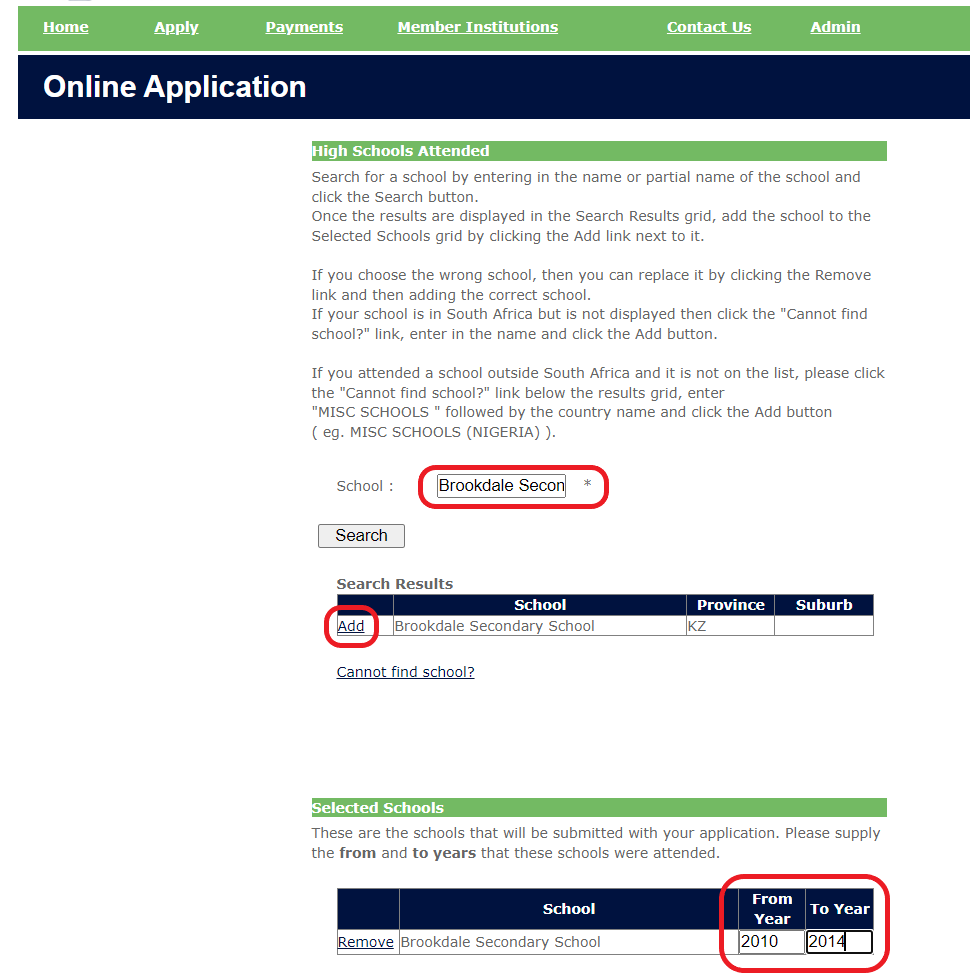 Home Apply Payments Member Institutions Contact Us Admin
Online Application
High Schools Attended
Search for a school by entering in the name or partial name of the school and
click the Search button.
Once the results are displayed in the Search Results grid, add the school to the
Selected Schools grid by clicking the Add link next to it.
If you choose the wrong school, then you can replace it by clicking the Remove
link and then adding the correct school.
If your school is in South Africa but is not displayed then click the "Cannot find
school?" link, enter in the name and click the Add button.
If you attended a school outside South Africa and it is not on the list, please click
the "Cannot find school?" link below the results grid, enter
"MISC SCHOOLS " followed by the country name and click the Add button
( eg. MISC SCHOOLS (NIGERIA) ).
School : Brookdale Secon *
Search
Search Results
School Province Suburb
Add Brookdale Secondary School KZ
Cannot find school?
Selected Schools
These are the schools that will be submitted with your application. Please supply
the from and to years that these schools were attended.
School From Year To Year
Remove Brookdale Secondary School 2010 2014